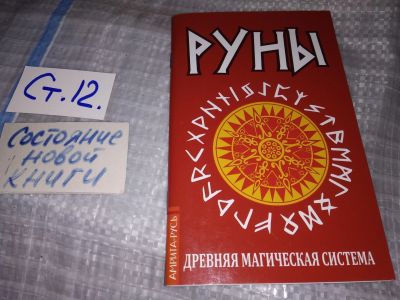 Ст.12.
Состояние
новой
книги
РУНЫ
АМРИТА-РУСЬ
ДРЕВНЯЯ МАГИЧЕСКАЯ СИСТЕМА